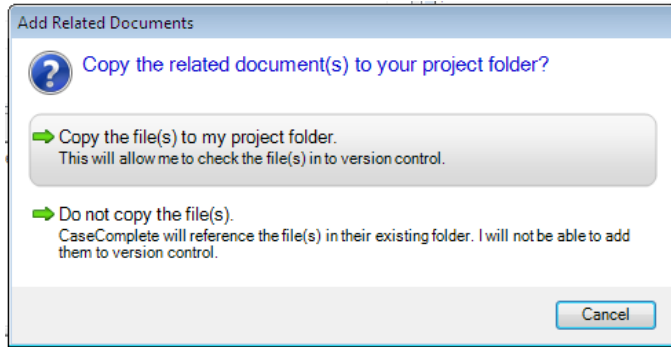 Add Related Documents
Copy the related document(s) to your project folder?
Copy the file(s) to my project folder.
This will allow me to check the file(s) in to version control.
Do not copy the file(s).
CaseComplete will reference the file(s) in their existing folder. I will not be able to add
them to version control.
Cancel